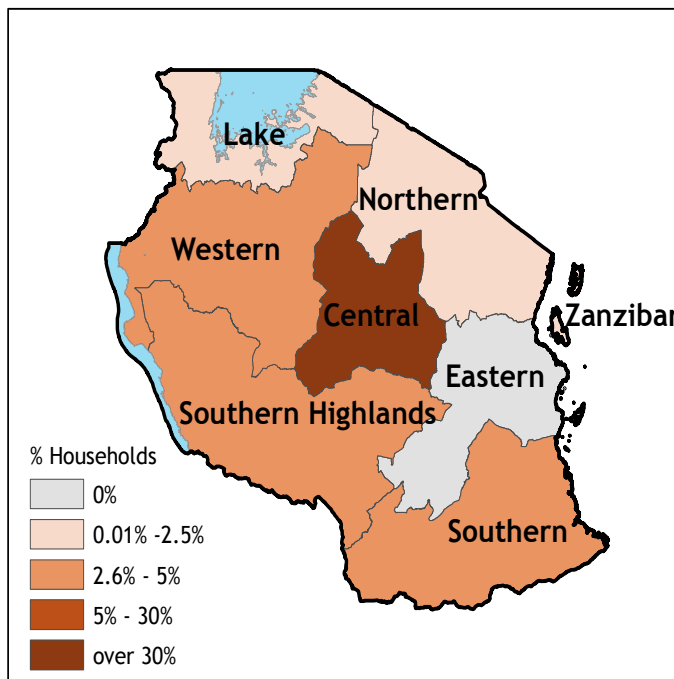 Lake
Northern
Western
Central
Zanzibar
Eastern
Southern Highlands
Southern
% Households
0%
0.01% -2.5%
2.6% - 5%
5% - 30%
over 30%